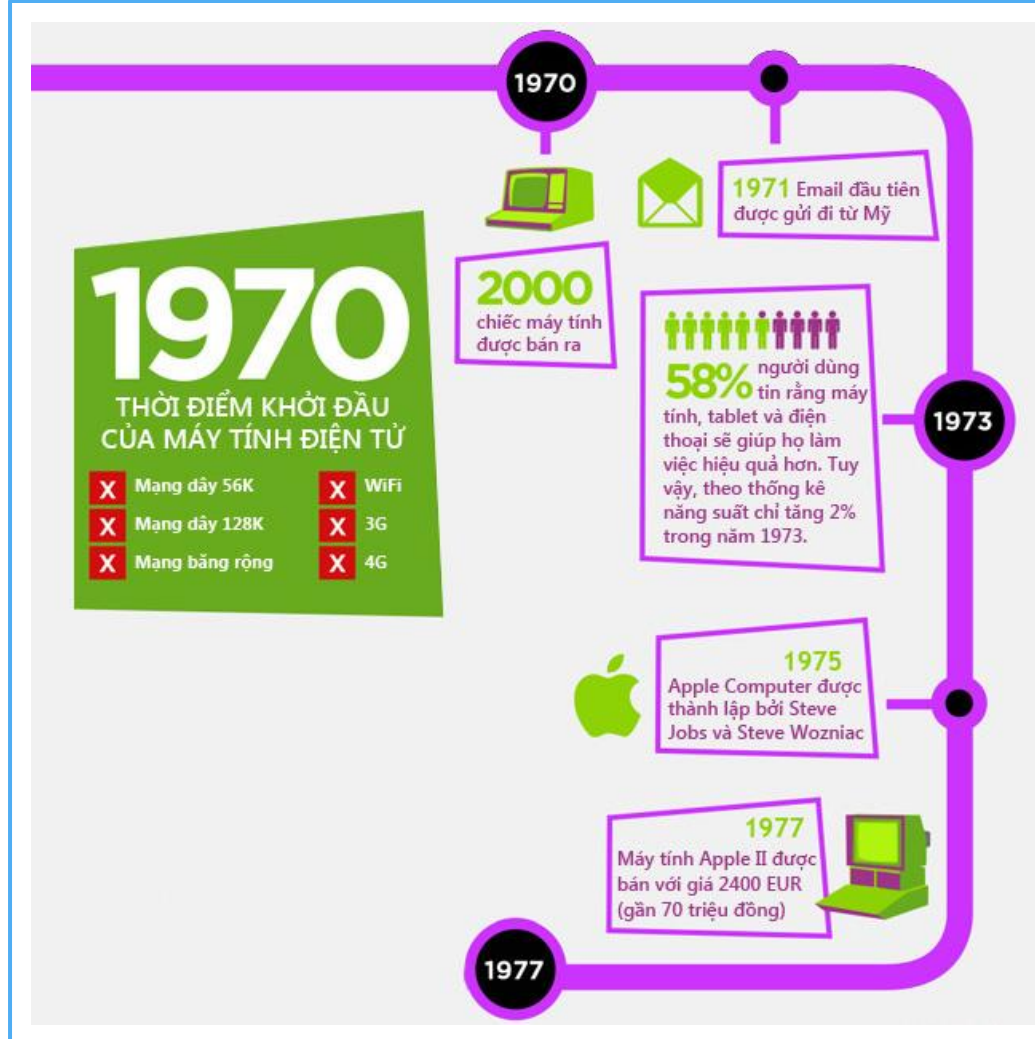 1970
1970
THỜI ĐIỂM KHỞI ĐẦU
CỦA MÁY TÍNH ĐIỆN TỬ
X Mạng dây 56K
X WiFi
X Mạng dây 128K
X 3G
X Mạng băng rộng
X 4G
2000
chiếc máy tính
được bán ra
1971 Email đầu tiên
được gửi đi từ Mỹ
58% người dùng
tin rằng máy
tính, tablet và điện
thoại sẽ giúp họ làm
việc hiệu quả hơn. Tuy
vậy, theo thống kê
năng suất chỉ tăng 2%
trong năm 1973.
1973
1975
Apple Computer được
thành lập bởi Steve
Jobs và Steve Wozniac
1977
Máy tính Apple II được
bán với giá 2400 EUR
(gần 70 triệu đồng)
1977